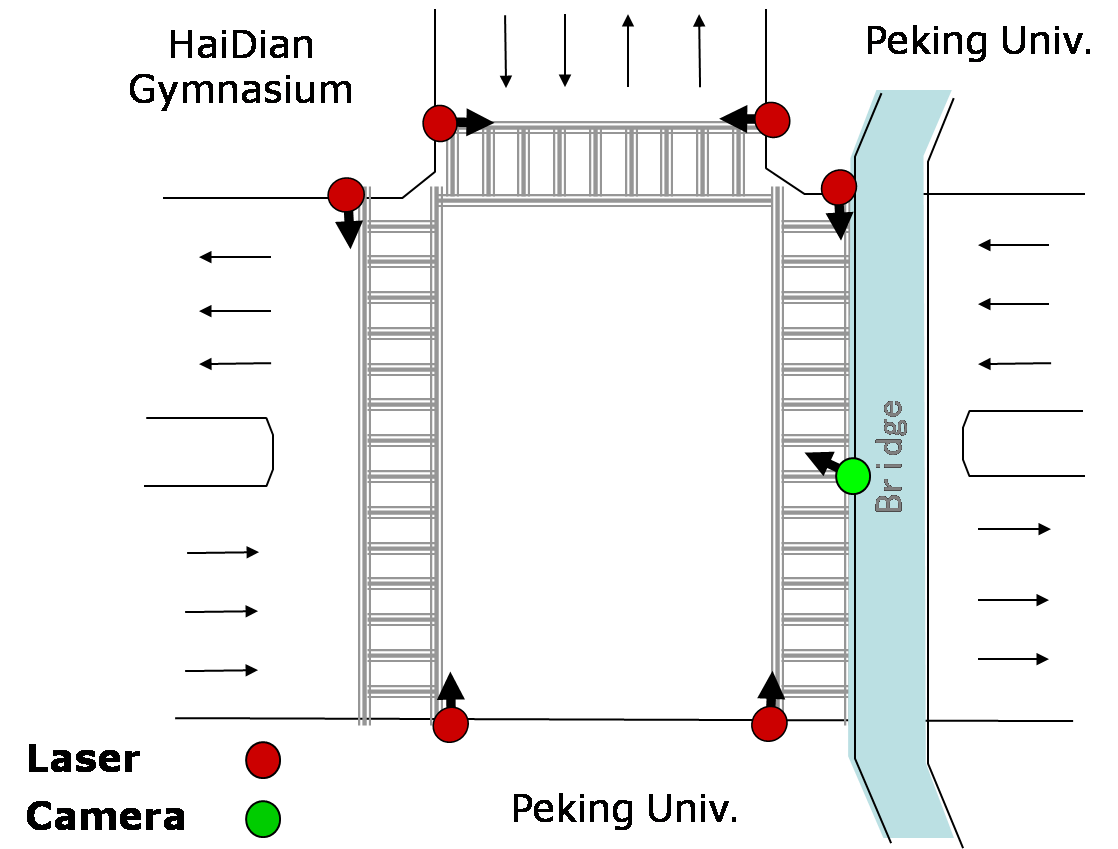 HaiDian
Gymnasium
Peking Univ.
Bridge
Laser
Camera
Peking Univ.